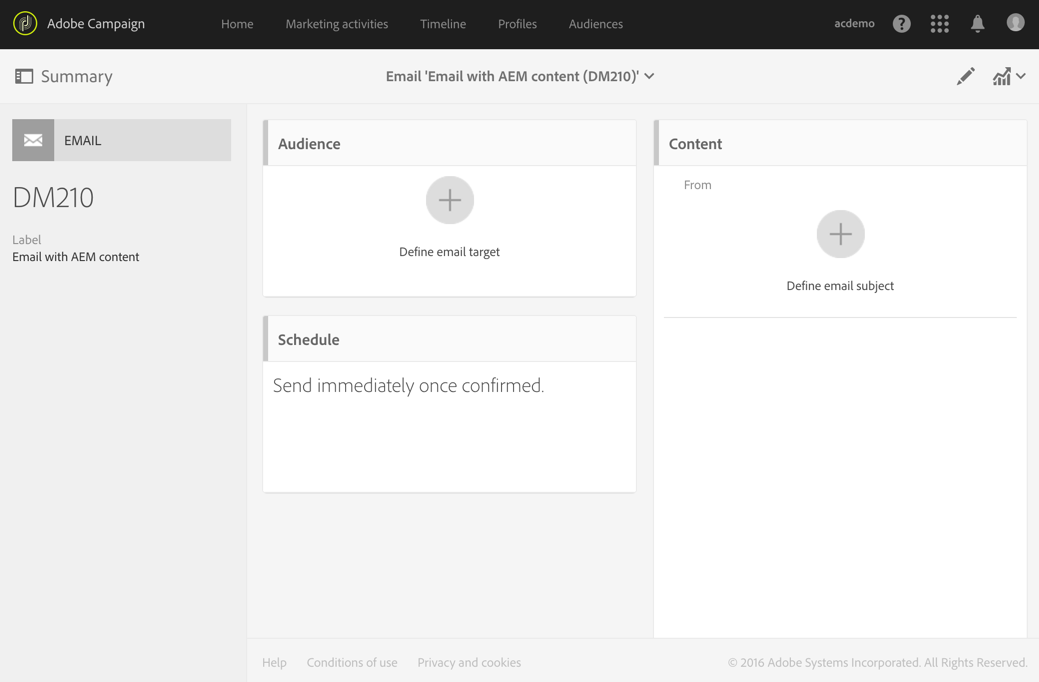 Adobe Campaign
Home
Marketing activities
Timeline
Profiles
Audiences
acdemo
?
Summary
Email 'Email with AEM content (DM210)'
EMAIL
DM210
Label
Email with AEM content
Audience
Define email target
Schedule
Send immediately once confirmed.
Content
From
Define email subject
Help
Conditions of use
Privacy and cookies
© 2016 Adobe Systems Incorporated. All Rights Reserved.